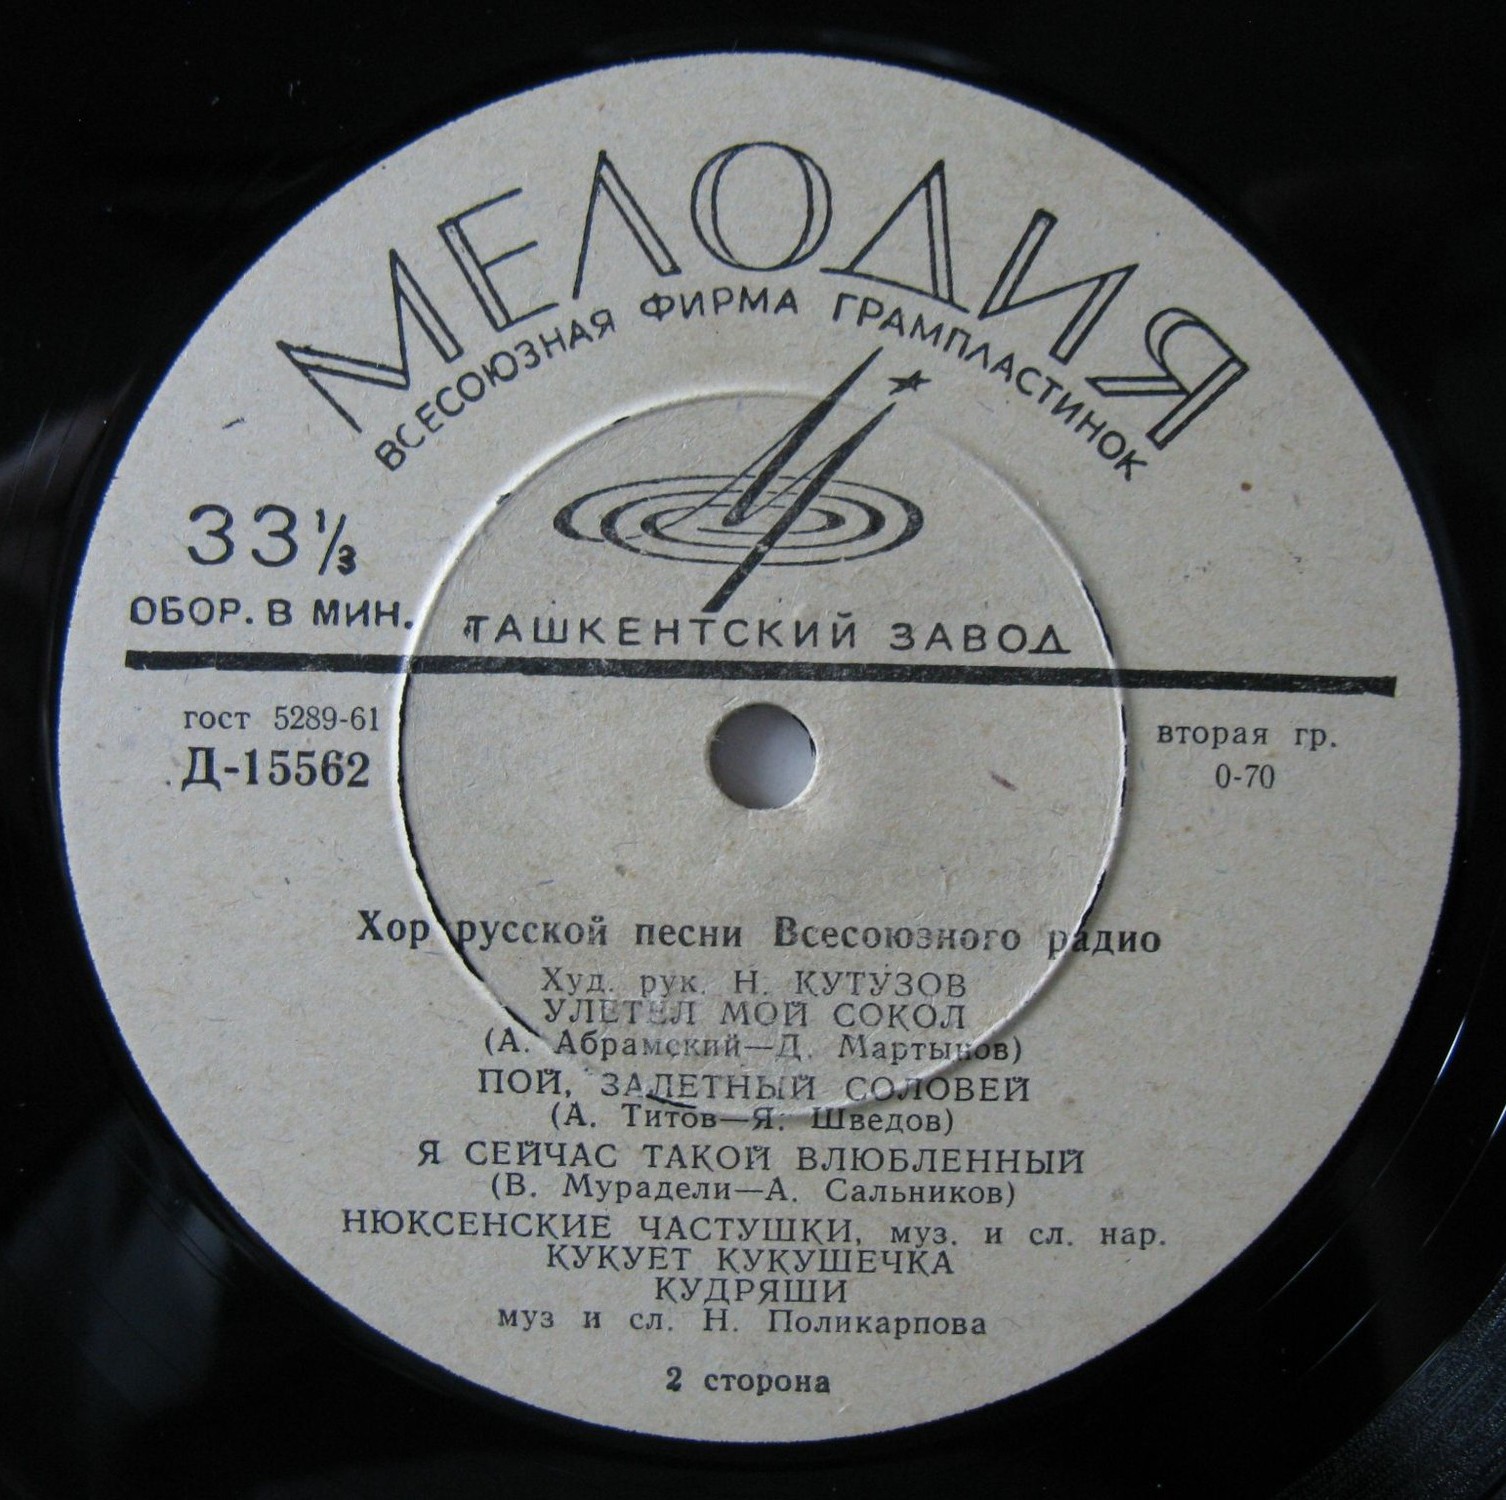 МЕЛОДИЯ
ВСЕСОЮЗНАЯ ФИРМА ГРАМПЛАСТИНОК
33 1/3
ОБОР. В МИН.
ТАШКЕНТСКИЙ ЗАВОД
гост 5289-61
Д-15562
вторая гр.
0-70
Хор русской песни Всесоюзного радио
Худ. рук. Н. КУТУЗОВ
УЛЕТЕЛ МОЙ СОКОЛ
(А. Абрамский—Д. Мартынов)
ПОЙ, ЗАЛЕТНЫЙ СОЛОВЕЙ
(А. Титов—Я. Шведов)
Я СЕЙЧАС ТАКОЙ ВЛЮБЛЕННЫЙ
(В. Мурадели—А. Сальников)
НЮКСЕНСКИЕ ЧАСТУШКИ, муз. и сл. нар.
КУКУЕТ КУКУШЕЧКА
КУДРЯШИ
муз и сл. Н. Поликарпова
2 сторона